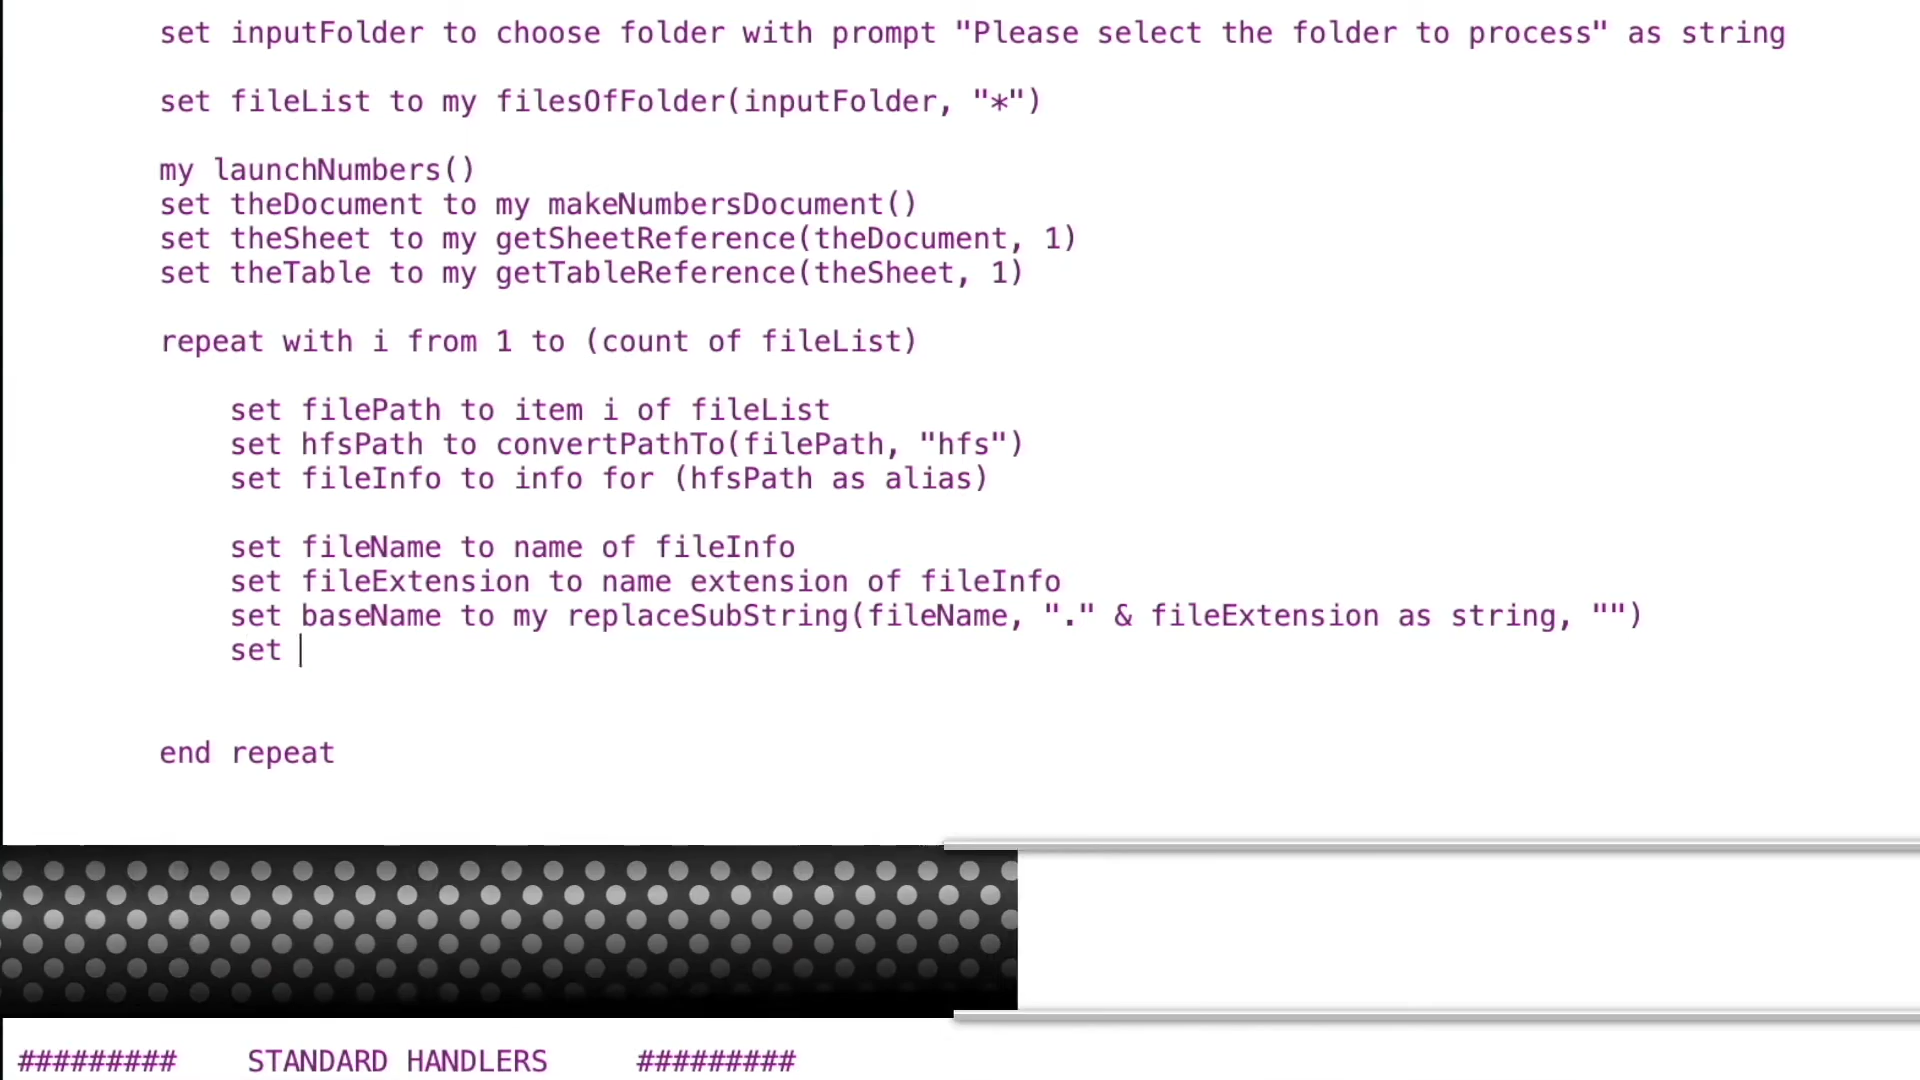 set inputFolder to choose folder with prompt "Please select the folder to process" as string
set fileList to my filesOfFolder(inputFolder, "*")
my launchNumbers()
set theDocument to my makeNumbersDocument()
set theSheet to my getSheetReference(theDocument, 1)
set theTable to my getTableReference(theSheet, 1)
repeat with i from 1 to (count of fileList)
set filePath to item i of fileList
set hfsPath to convertPathTo(filePath, "hfs")
set fileInfo to info for (hfsPath as alias)
set fileName to name of fileInfo
set fileExtension to name extension of fileInfo
set baseName to my replaceSubString(fileName, "." & fileExtension as string, "")
set
end repeat
######### STANDARD HANDLERS #########